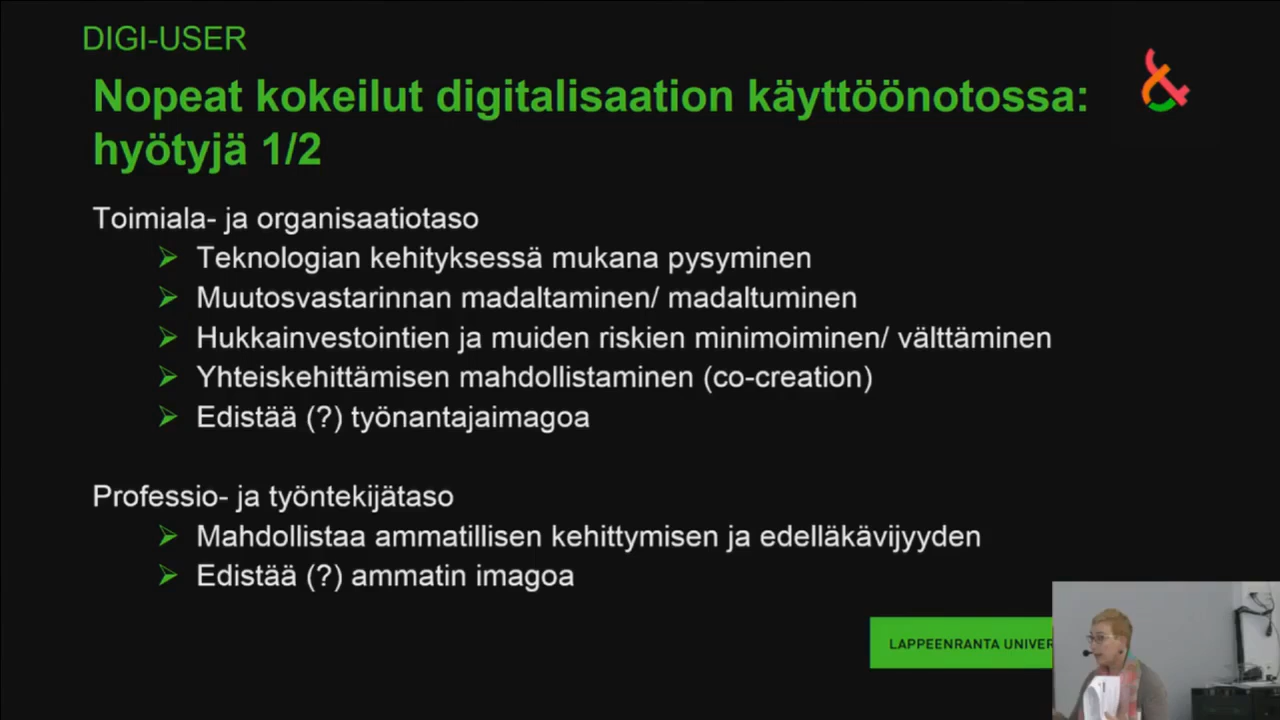 DIGI-USER
Nopeat kokeilut digitalisaation käyttöönotossa:
hyötyjä 1/2
Toimiala- ja organisaatiotaso
Teknologian kehityksessä mukana pysyminen
Muutosvastarinnan madaltaminen/ madaltuminen
Hukkainvestointien ja muiden riskien minimoiminen/ välttäminen
Yhteiskehittämisen mahdollistaminen (co-creation)
Edistää (?) työnantajaimagoa
Professio- ja työntekijätaso
Mahdollistaa ammatillisen kehittymisen ja edelläkävijyyden
Edistää (?) ammatin imagoa
LAPPEENRANTA UNIVER